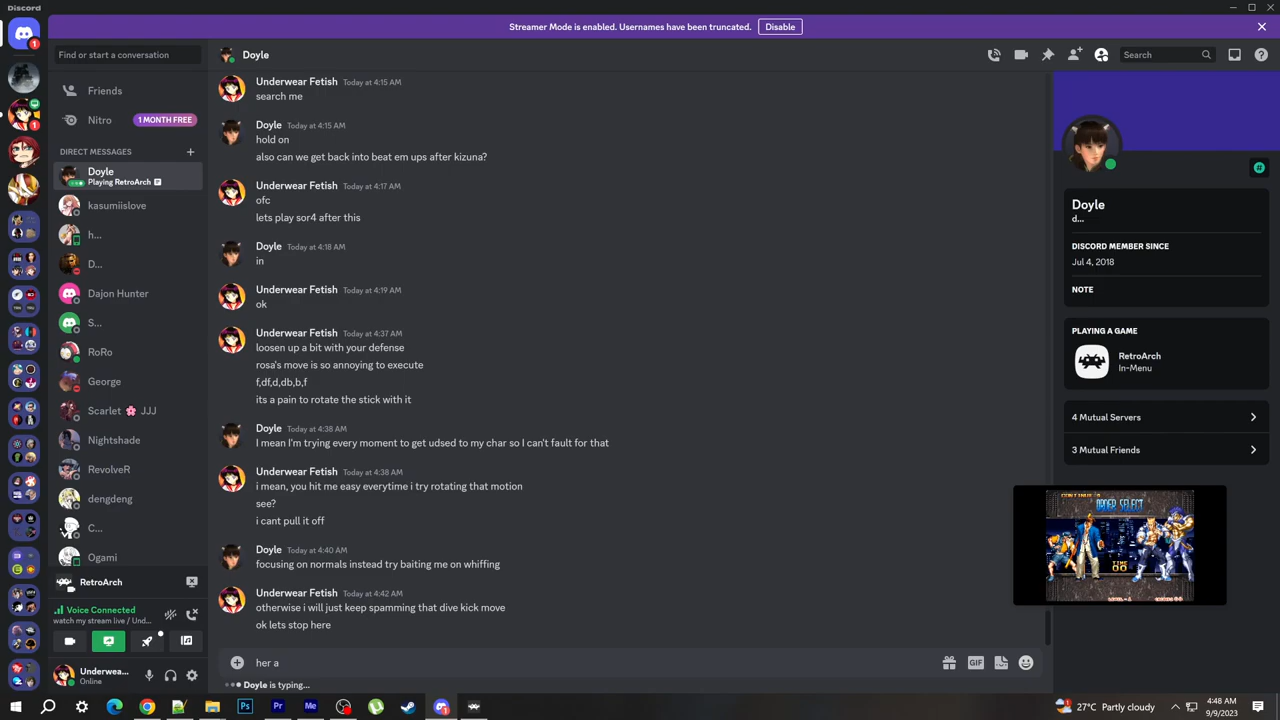 Discord
Streamer Mode is enabled. Usernames have been truncated.
Disable
1
Find or start a conversation
Doyle
Search
Friends
Nitro
1 MONTH FREE
DIRECT MESSAGES
Doyle
Playing RetroArch
kasumiislove
h...
D...
Dajon Hunter
S...
RoRo
George
Scarlet 🌸 JJJ
Nightshade
RevolveR
dengdeng
C...
Ogami
RetroArch
Voice Connected
watch my stream live / Und...
Underwea...
Online
1
Underwear Fetish Today at 4:15 AM
search me
Doyle Today at 4:15 AM
hold on
also can we get back into beat em ups after kizuna?
Underwear Fetish Today at 4:17 AM
ofc
lets play sor4 after this
Doyle Today at 4:18 AM
in
Underwear Fetish Today at 4:19 AM
ok
Underwear Fetish Today at 4:37 AM
loosen up a bit with your defense
rosa's move is so annoying to execute
f,df,d,db,b,f
its a pain to rotate the stick with it
Doyle Today at 4:38 AM
I mean I'm trying every moment to get udsed to my char so I can't fault for that
Underwear Fetish Today at 4:38 AM
i mean, you hit me easy everytime i try rotating that motion
see?
i cant pull it off
Doyle Today at 4:40 AM
focusing on normals instead try baiting me on whiffing
Underwear Fetish Today at 4:42 AM
otherwise i will just keep spamming that dive kick move
ok lets stop here
her a
GIF
Doyle is typing...
Doyle
d...
DISCORD MEMBER SINCE
Jul 4, 2018
NOTE
PLAYING A GAME
RetroArch
In-Menu
4 Mutual Servers
3 Mutual Friends
ORDER SELECT
TIME
00
Ps
Pr
Me
27°C Partly cloudy
4:48 AM
9/9/2023